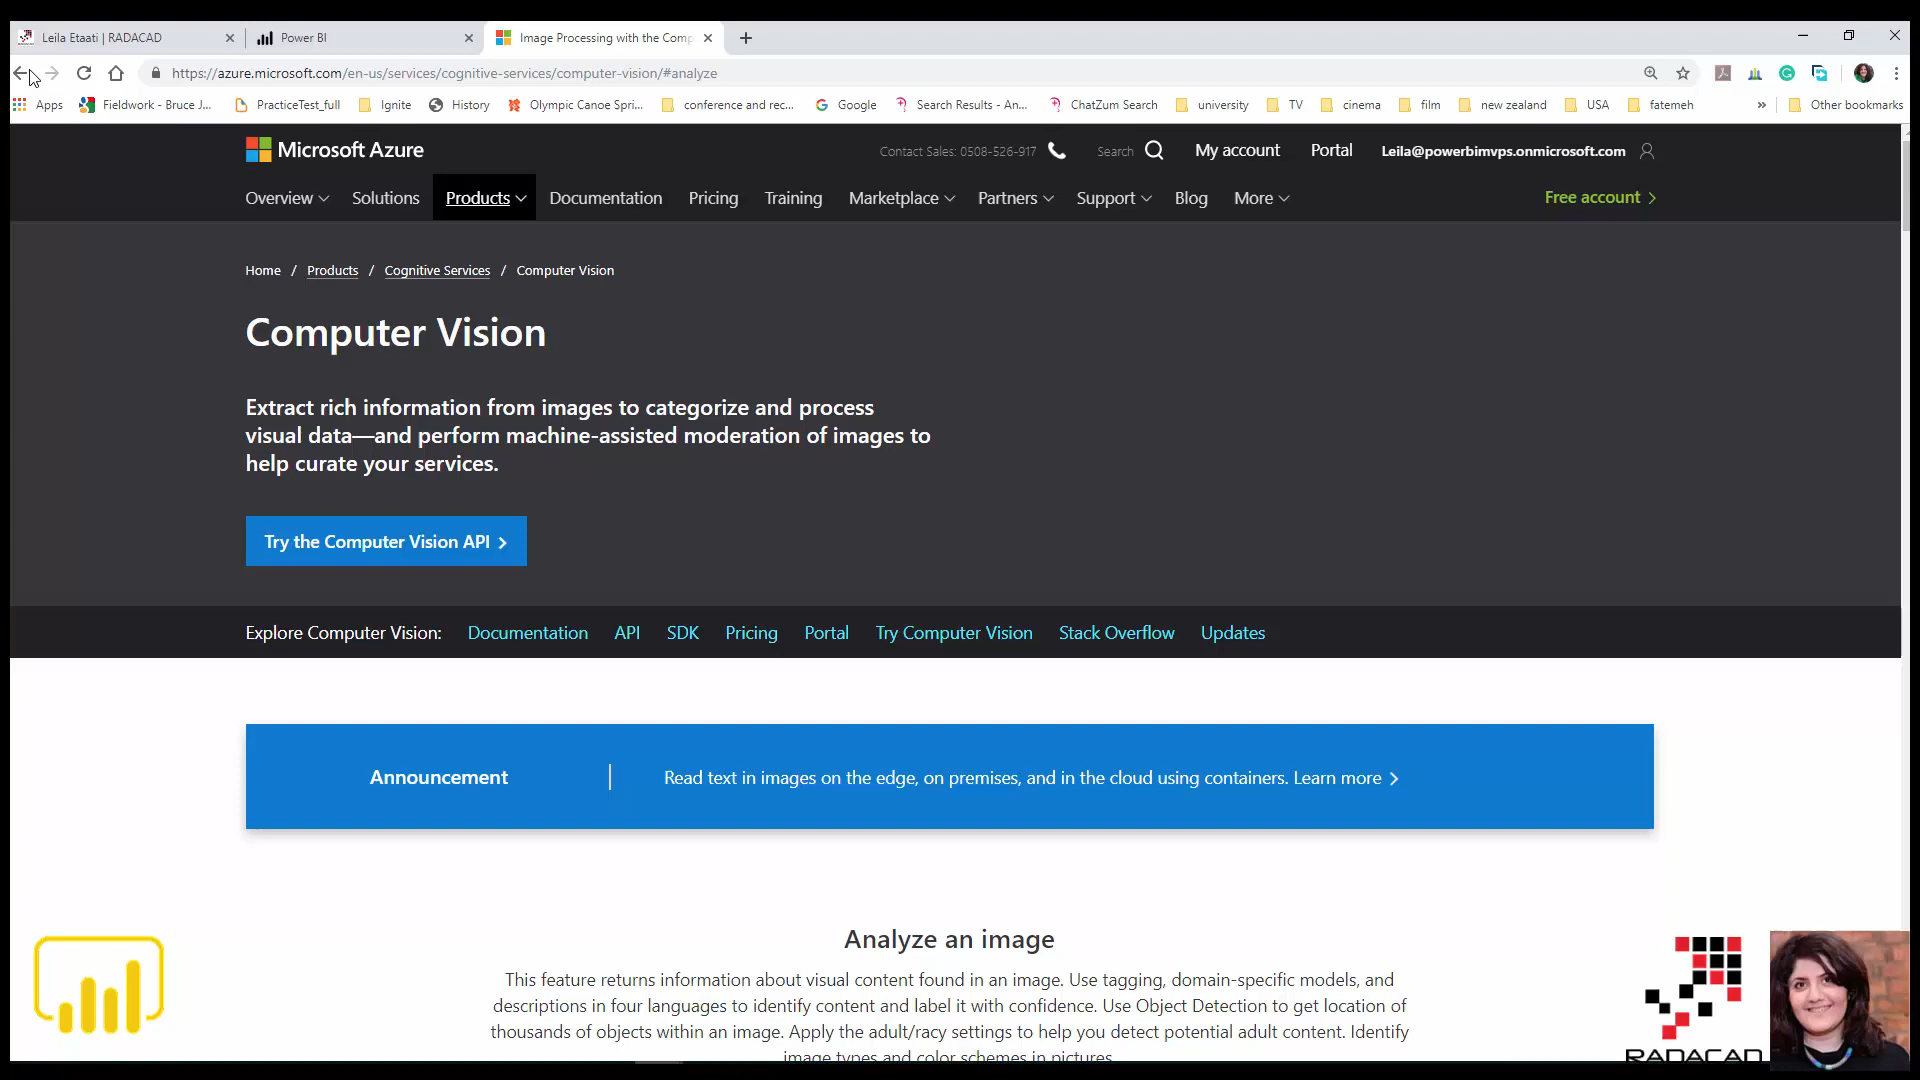 Leila Etaati | RADACAD
Power BI
Image Processing with the Comp
https://azure.microsoft.com/en-us/services/cognitive-services/computer-vision/#analyze
Apps Fieldwork - Bruce J... PracticeTest_full Ignite History Olympic Canoe Spri... conference and rec... Google Search Results - An... ChatZum Search university TV cinema film new zealand USA fatemeh » Other bookmarks
Microsoft Azure
Contact Sales: 0508-526-917 Search My account Portal Leila@powerbimvps.onmicrosoft.com
Overview Solutions Products Documentation Pricing Training Marketplace Partners Support Blog More Free account
Home / Products / Cognitive Services / Computer Vision
Computer Vision
Extract rich information from images to categorize and process
visual data—and perform machine-assisted moderation of images to
help curate your services.
Try the Computer Vision API
Explore Computer Vision: Documentation API SDK Pricing Portal Try Computer Vision Stack Overflow Updates
Announcement | Read text in images on the edge, on premises, and in the cloud using containers. Learn more
Analyze an image
This feature returns information about visual content found in an image. Use tagging, domain-specific models, and
descriptions in four languages to identify content and label it with confidence. Use Object Detection to get location of
thousands of objects within an image. Apply the adult/racy settings to help you detect potential adult content. Identify
image types and color schemes in pictures.
RADACAD